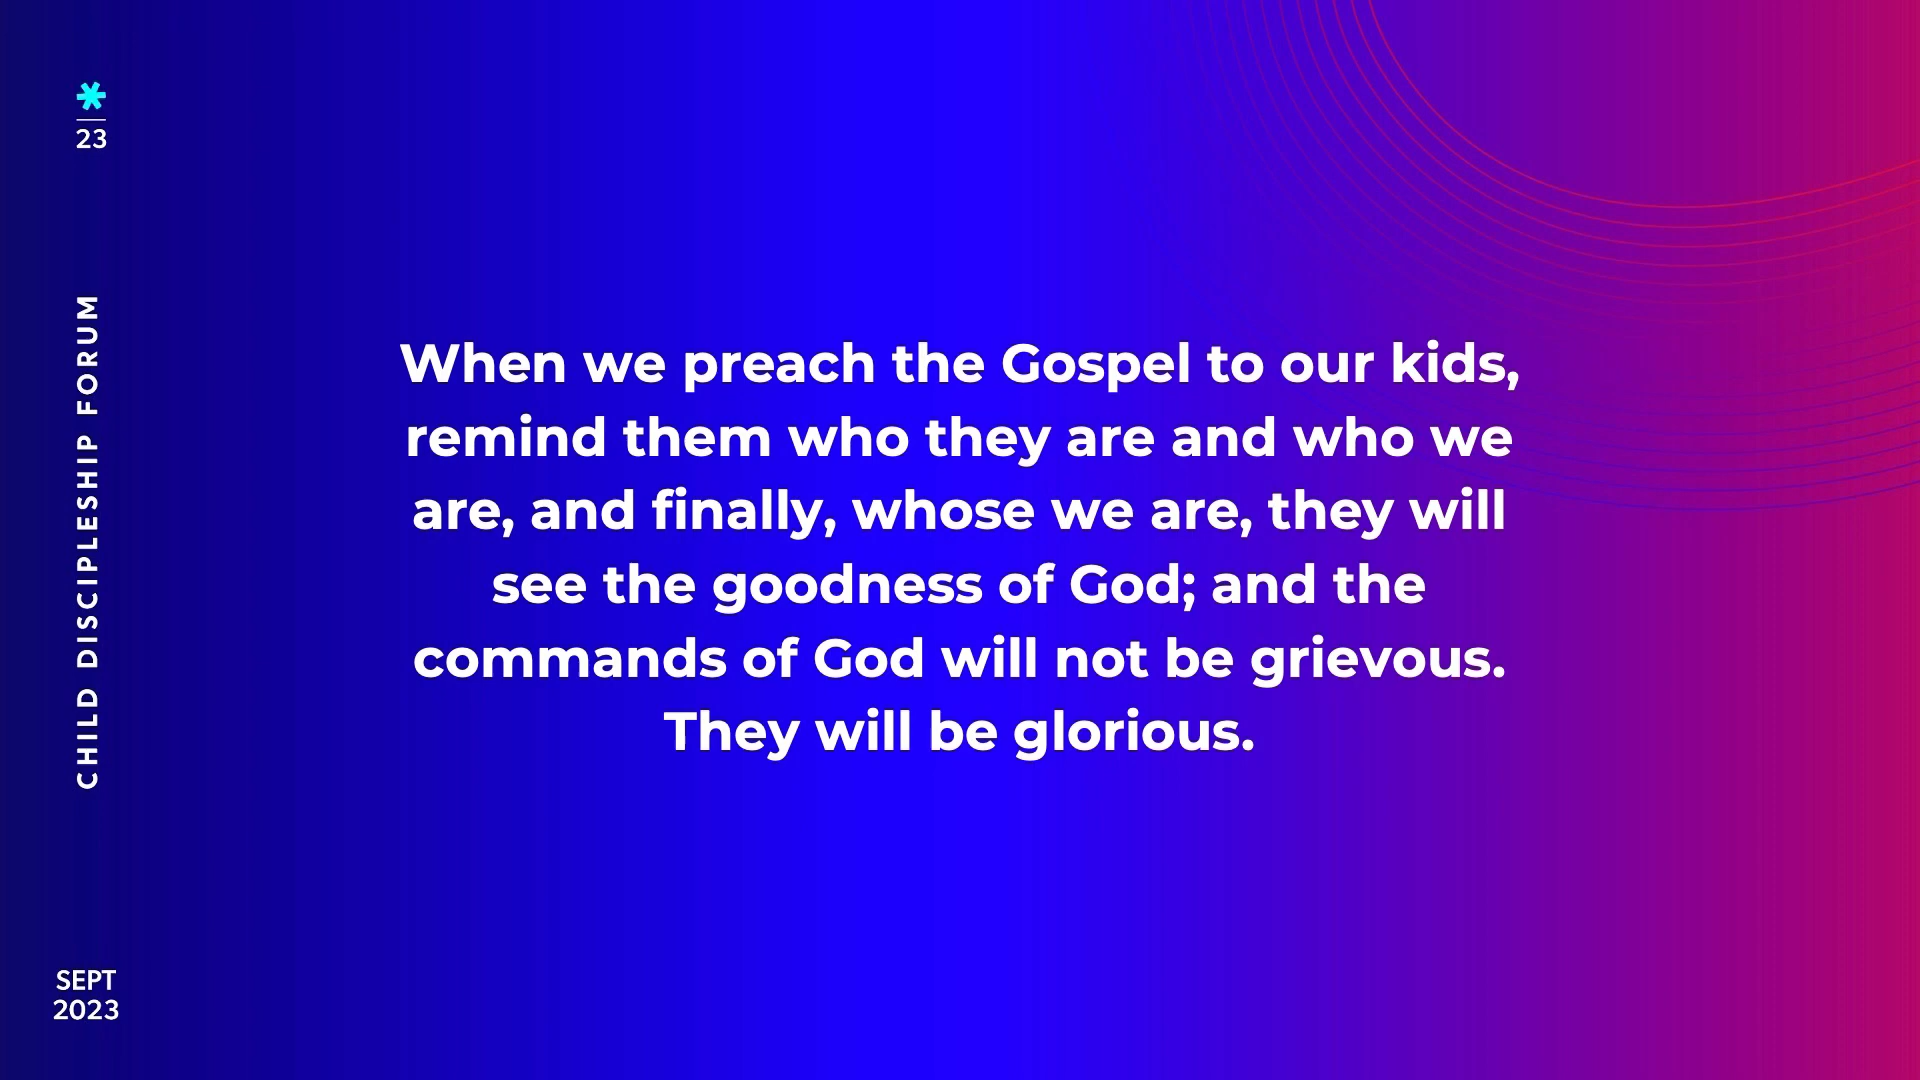 23
CHILD DISCIPLESHIP FORUM
When we preach the Gospel to our kids,
remind them who they are and who we
are, and finally, whose we are, they will
see the goodness of God; and the
commands of God will not be grievous.
They will be glorious.
SEPT
2023